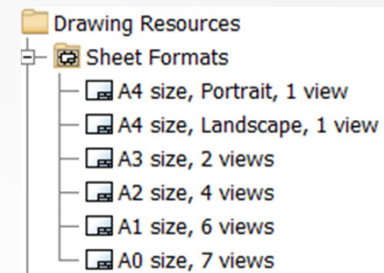 Drawing Resources
Sheet Formats
A4 size, Portrait, 1 view
A4 size, Landscape, 1 view
A3 size, 2 views
A2 size, 4 views
A1 size, 6 views
A0 size, 7 views